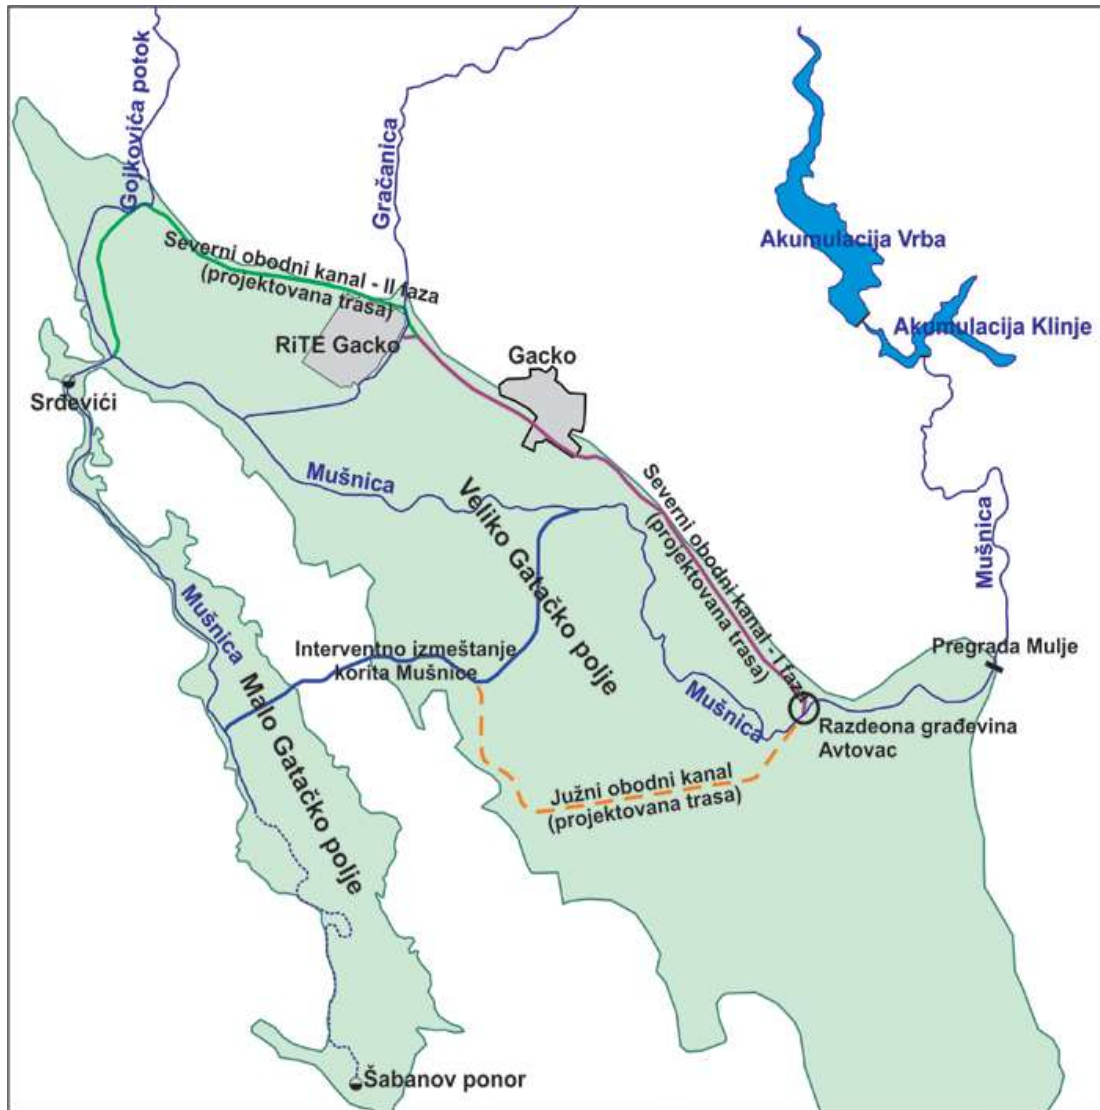 Gojkovića potok
Gračanica
Akumulacija Vrba
Severni obodni kanal - II faza
(projektovana trasa)
Akumulacija Klinje
RiTE Gacko
Gacko
Srđevići
Mušnica
Veliko Gatačko polje
Severni obodni kanal - I faza
(projektovana trasa)
Mušnica
Mušnica
Interventno izmeštanje
korita Mušnice
Pregrada Mulje
Malo Gatačko polje
Mušnica
Razdeona građevina
Avtovac
Južni obodni kanal
(projektovana trasa)
Šabanov ponor